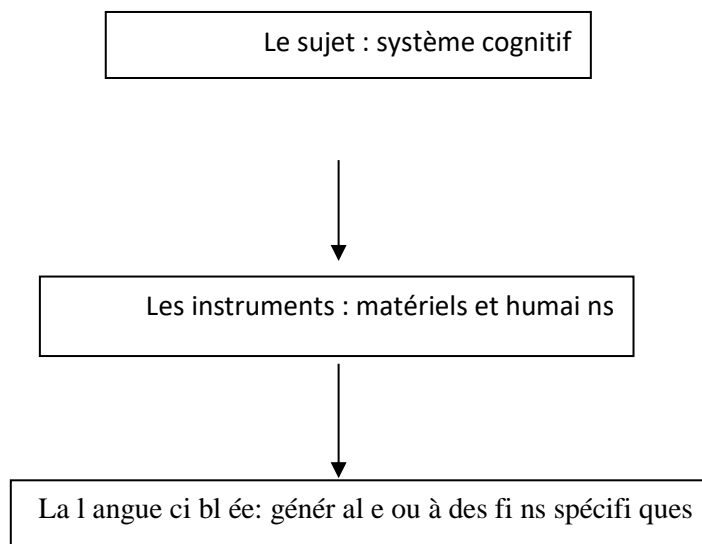 Le sujet : système cognitif
Les instruments : matériels et humai ns
La l angue ci bl ée: génér al e ou à des fi ns spécifi ques